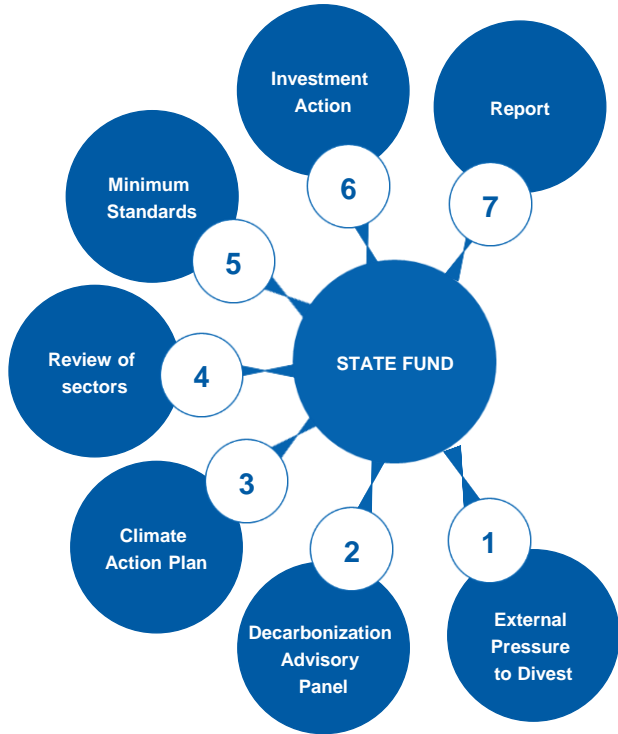 Investment
Action
6
Report
7
Minimum
Standards
5
Review of
sectors
4
STATE FUND
Climate
Action Plan
3
Decarbonization
Advisory
Panel
2
External
Pressure
to Divest
1